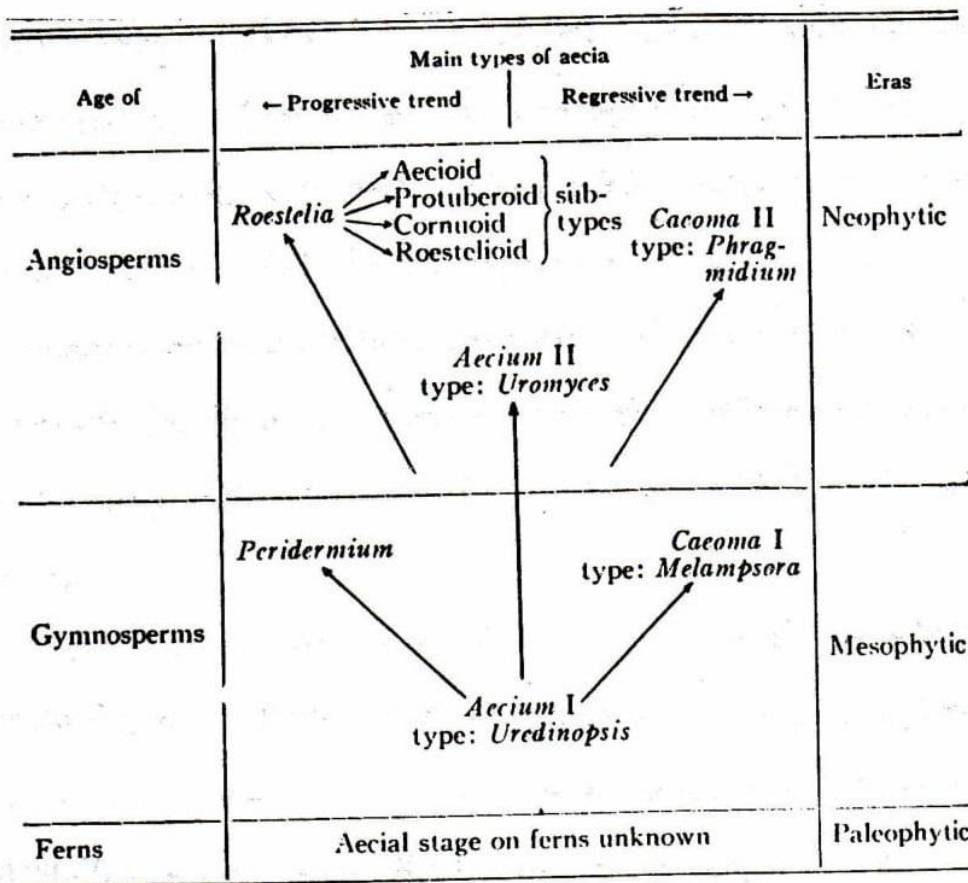 Main types of aecia
Age of
←Progressive trend
Regressive trend→
Eras
Angiosperms
Roestelia
Aecioid
Protuberoid
Cornuoid
Roestelioid
sub-
types
Caeoma II
type: Phrag-
midium
Neophytic
Aecium II
type: Uromyces
Gymnosperms
Peridermium
Caeoma I
type: Melampsora
Mesophytic
Aecium I
type: Uredinopsis
Ferns
Aecial stage on ferns unknown
Paleophytic